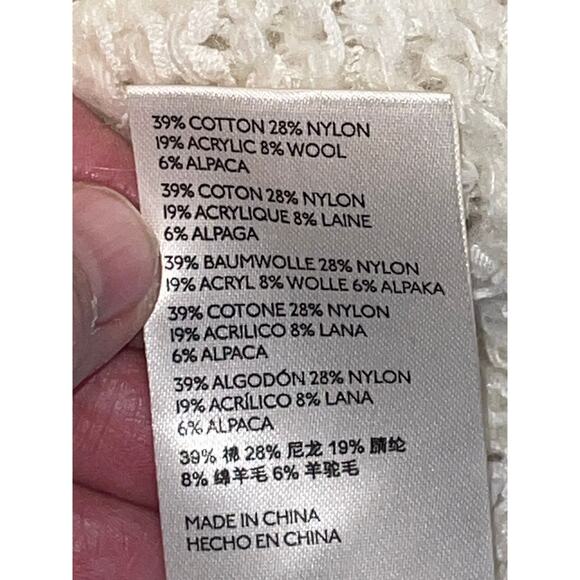 39% COTTON 28% NYLON
19% ACRYLIC 8% WOOL
6% ALPACA
39% COTON 28% NYLON
19% ACRYLIQUE 8% LAINE
6% ALPAGA
39% BAUMWOLLE 28% NYLON
19% ACRYL 8% WOLLE 6% ALPAKA
39% COTONE 28% NYLON
19% ACRILICO 8% LANA
6% ALPACA
39% ALGODÓN 28% NYLON
19% ACRÍLICO 8% LANA
6% ALPACA
39% 棉 28% 尼龙 19% 腈纶
8% 绵羊毛 6% 羊驼毛
MADE IN CHINA
HECHO EN CHINA